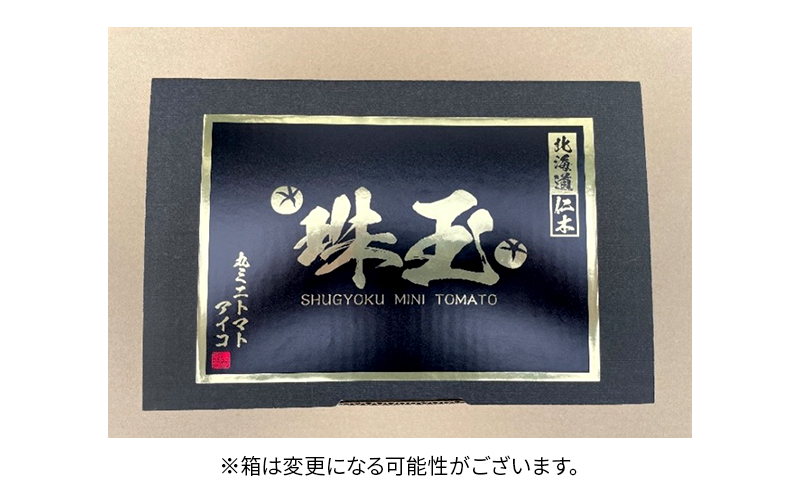 北海道
仁木
珠玉
SHUGYOKU MINI TOMATO
丸ミニトマト
アイコ
※箱は変更になる可能性がございます。